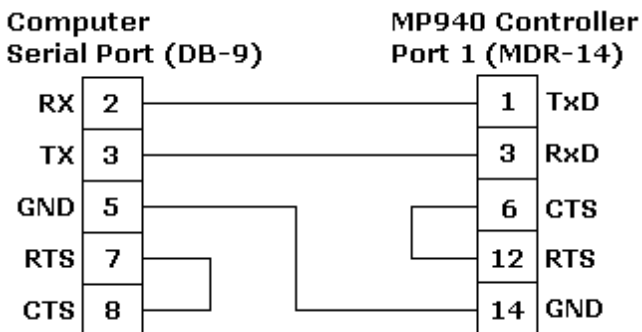 Computer
Serial Port (DB-9)
MP940 Controller
Port 1 (MDR-14)
RX 2 1 TxD
TX 3 3 RxD
GND 5 6 CTS
RTS 7 12 RTS
CTS 8 14 GND